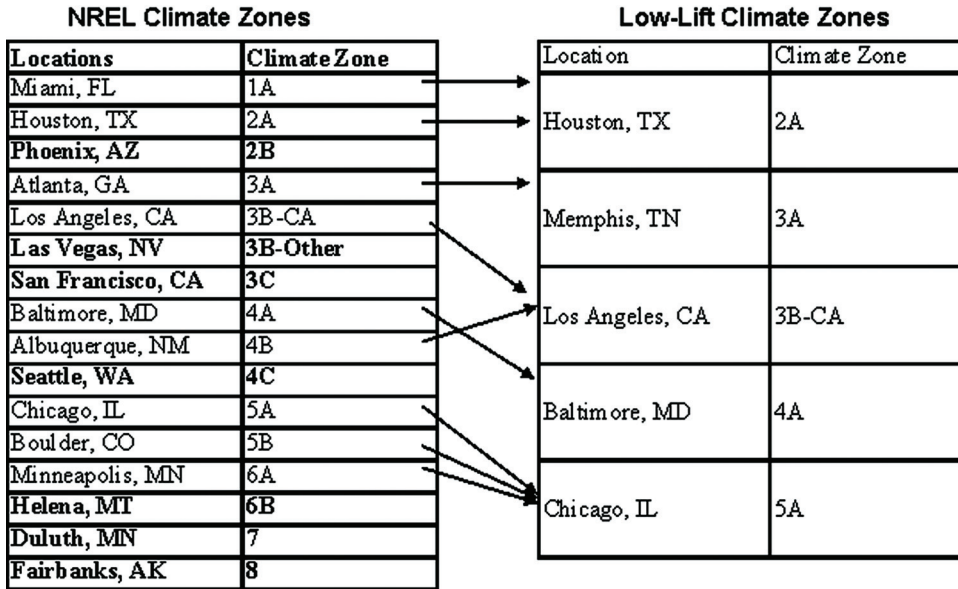 NREL Climate Zones
Locations Climate Zone
Miami, FL 1A
Houston, TX 2A
Phoenix, AZ 2B
Atlanta, GA 3A
Los Angeles, CA 3B-CA
Las Vegas, NV 3B-Other
San Francisco, CA 3C
Baltimore, MD 4A
Albuquerque, NM 4B
Seattle, WA 4C
Chicago, IL 5A
Boulder, CO 5B
Minneapolis, MN 6A
Helena, MT 6B
Duluth, MN 7
Fairbanks, AK 8
Low-Lift Climate Zones
Location Climate Zone
Houston, TX 2A
Memphis, TN 3A
Los Angeles, CA 3B-CA
Baltimore, MD 4A
Chicago, IL 5A